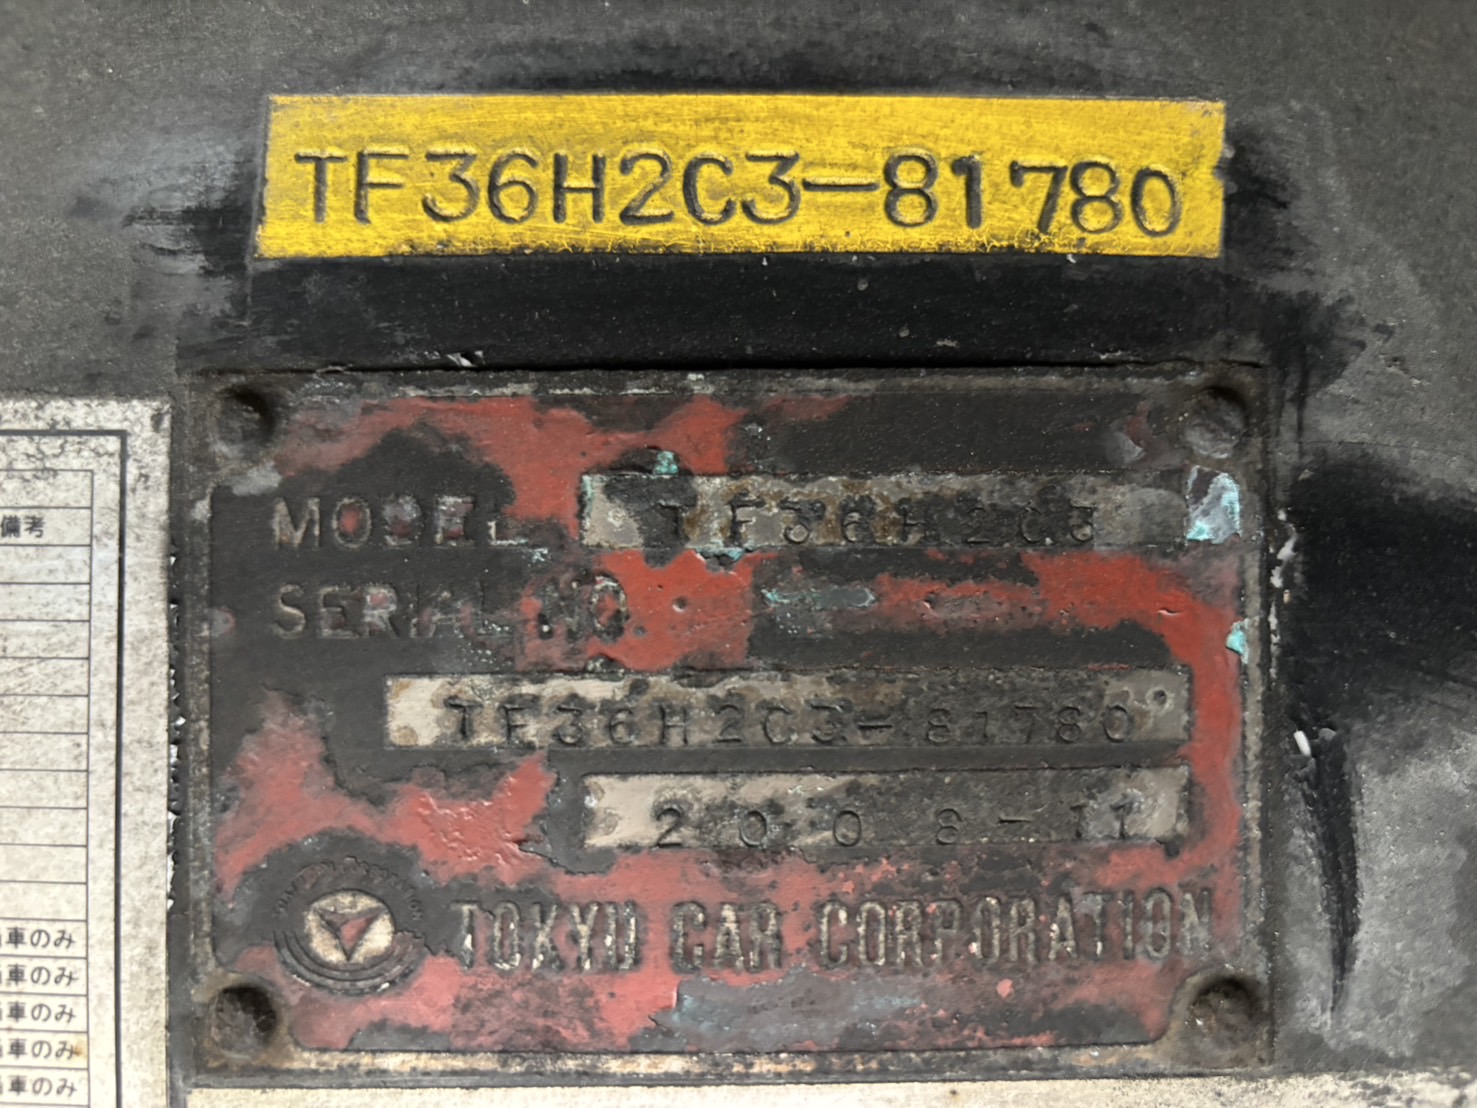 TF36H2C3-81780
MODEL TF36H2C3
SERIAL NO
TF36H2C3-81780
2008-11
TOKYU CAR CORPORATION
備考
車のみ
車のみ
車のみ
車のみ
車のみ